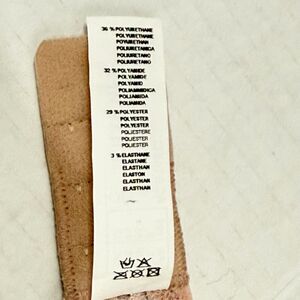 36 % POLYURETHANE
POLYURETHANE
POYURETHAN
POLIURETANICA
POLIURETANO
POLIURETANO
32 % POLYAMIDE
POLYAMIDE
POLYAMID
POLIAMMIDICA
POLIAMIDA
POLIAMIDA
29 % POLYESTER
POLYESTER
POLYESTER
POLIESTERE
POLIESTER
POLIESTER
3 % ELASTHANE
ELASTANE
ELASTHAN
ELASTON
ELASTHAN
ELASTHAN